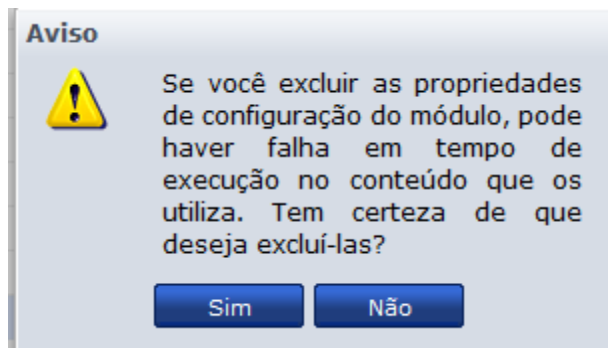 Aviso
Se você excluir as propriedades
de configuração do módulo, pode
haver falha em tempo de
execução no conteúdo que os
utiliza. Tem certeza de que
deseja excluí-las?
Sim Não